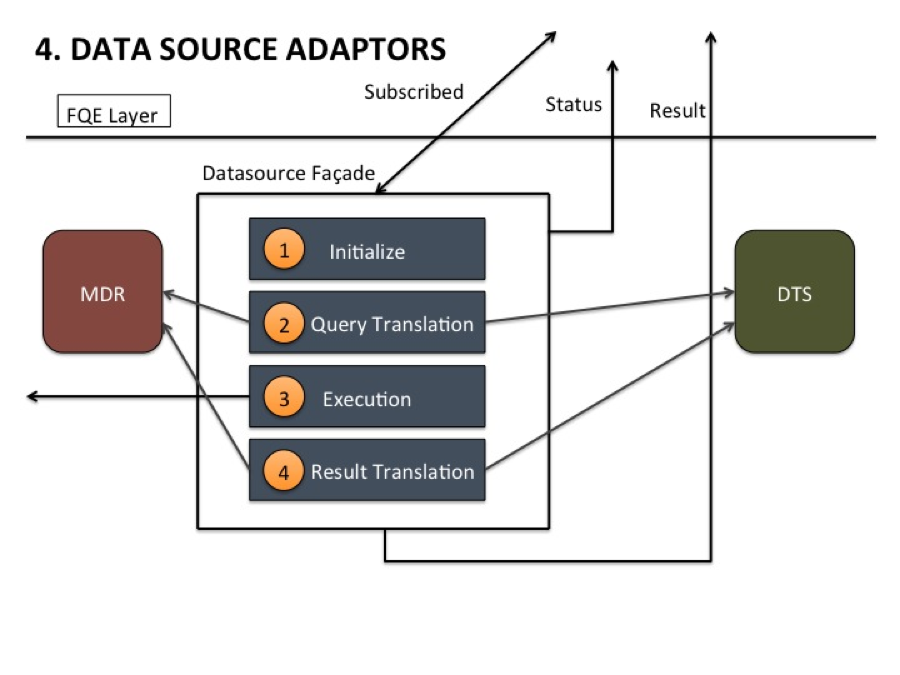 4. DATA SOURCE ADAPTORS
Subscribed
Status
Result
FQE Layer
Datasource Façade
1 Initialize
MDR
DTS
2 Query Translation
3 Execution
4 Result Translation